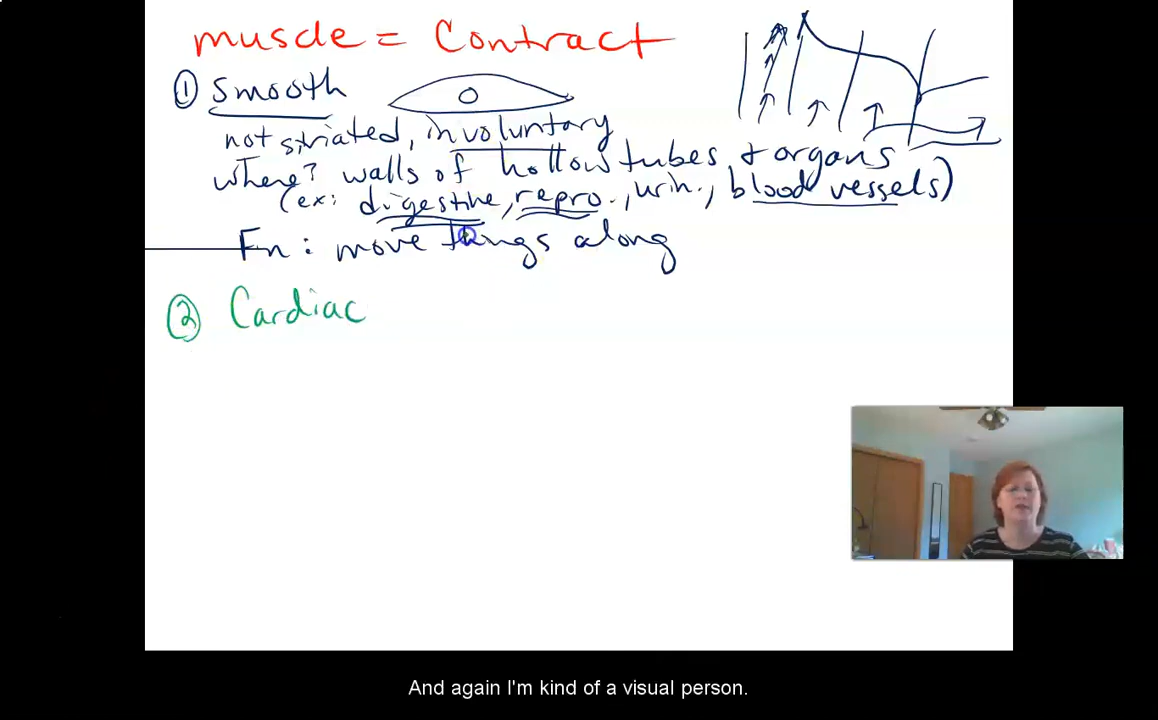 muscle = Contract
① Smooth
not striated, involuntary
where? walls of hollow tubes + organs
(ex: digestive, repro., urin., blood vessels)
Fn: move things along
② Cardiac
And again I'm kind of a visual person.